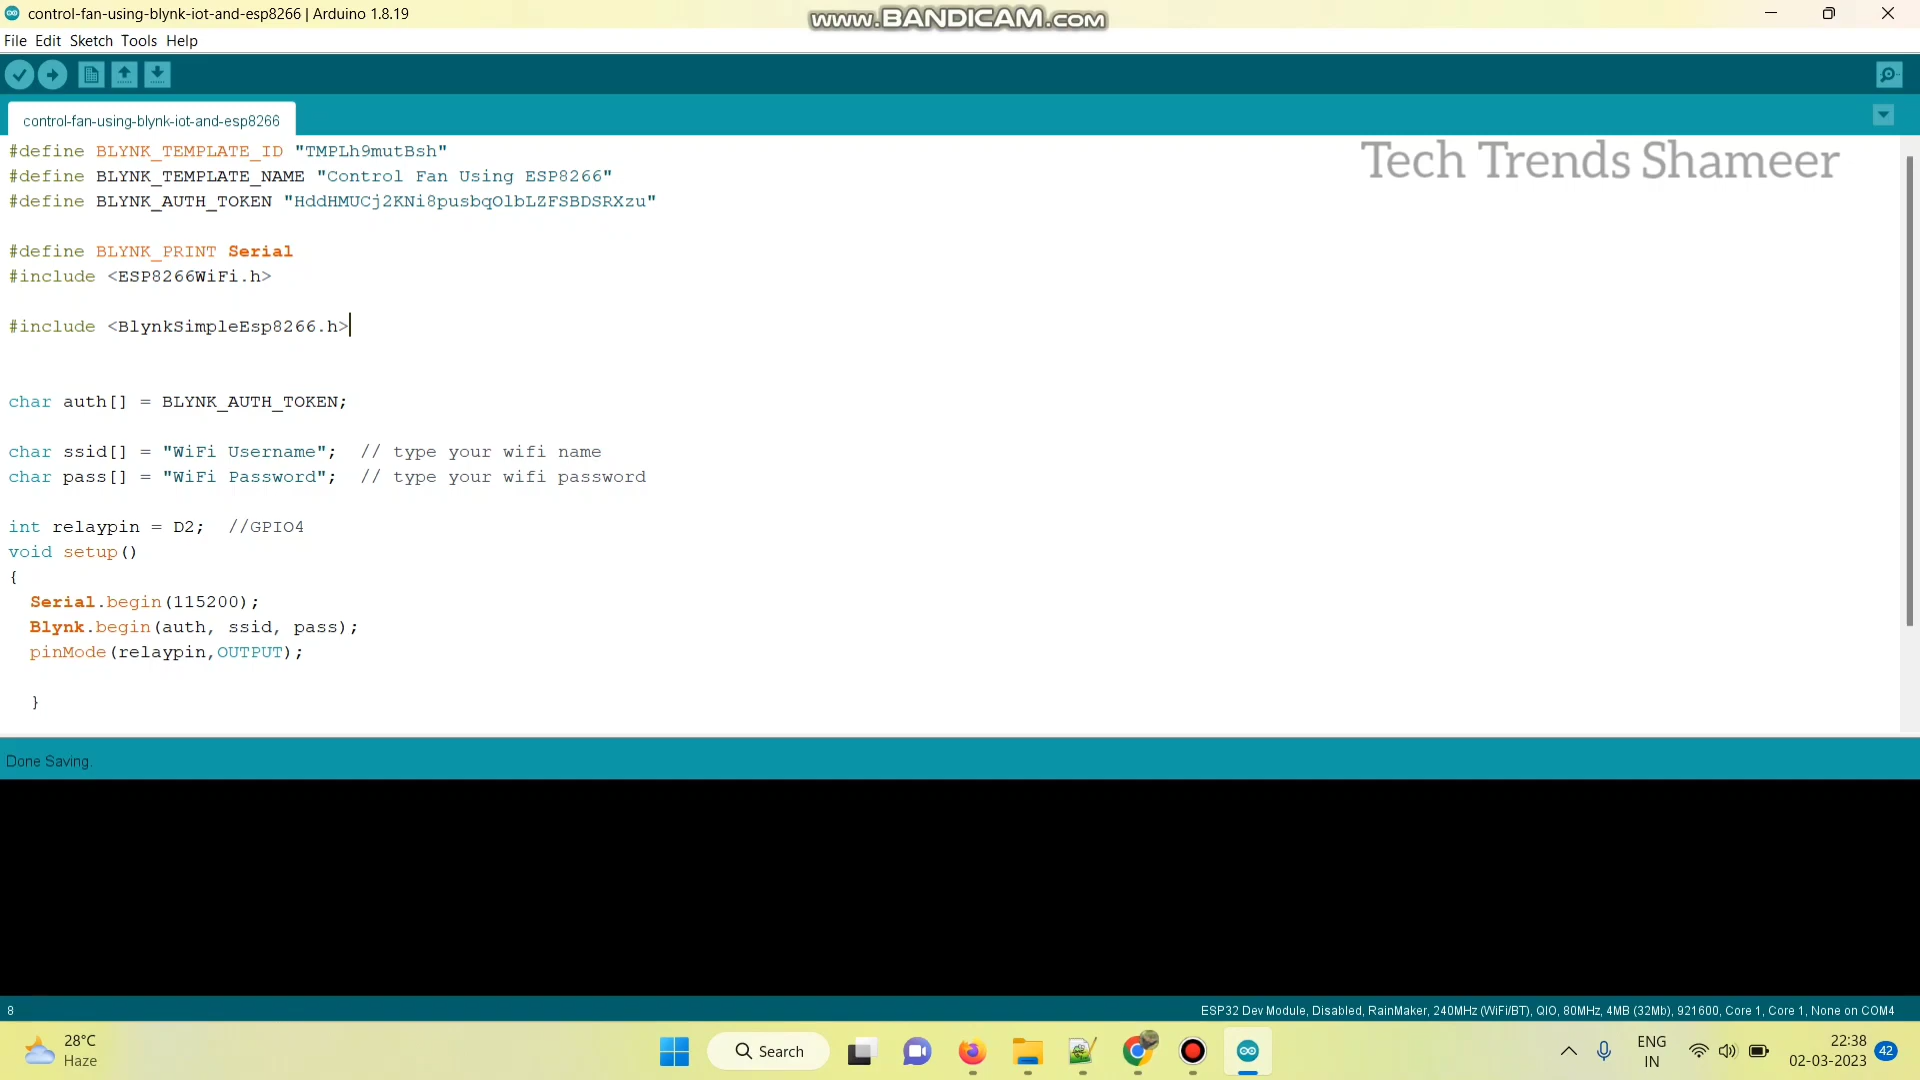 control-fan-using-blynk-iot-and-esp8266 | Arduino 1.8.19
www.BANDICAM.com
File Edit Sketch Tools Help
control-fan-using-blynk-iot-and-esp8266
Tech Trends Shameer
#define BLYNK_TEMPLATE_ID "TMPLh9mutBsh"
#define BLYNK_TEMPLATE_NAME "Control Fan Using ESP8266"
#define BLYNK_AUTH_TOKEN "HddHMUCj2KNi8pusbqOlbLZFSBDSRXzu"
#define BLYNK_PRINT Serial
#include <ESP8266WiFi.h>
#include <BlynkSimpleEsp8266.h>
char auth[] = BLYNK_AUTH_TOKEN;
char ssid[] = "WiFi Username";  // type your wifi name
char pass[] = "WiFi Password";  // type your wifi password
int relaypin = D2;  //GPIO4
void setup()
{
Serial.begin(115200);
Blynk.begin(auth, ssid, pass);
pinMode(relaypin,OUTPUT);
}
Done Saving.
8
ESP32 Dev Module, Disabled, RainMaker, 240MHz (WiFi/BT), QIO, 80MHz, 4MB (32Mb), 921600, Core 1, Core 1, None on COM4
28°C
Haze
Search
ENG
IN
22:38
02-03-2023
42